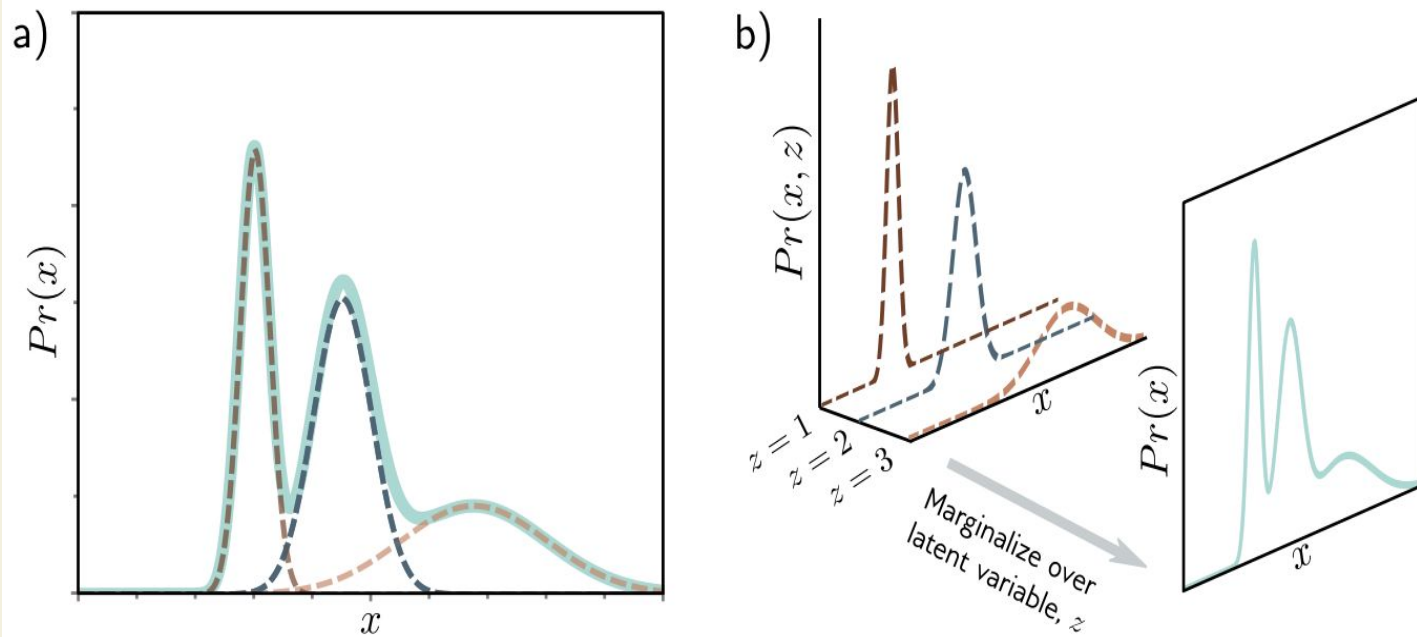 a)
Pr(x)
x
b)
Pr(x, z)
x
z = 1
z = 2
z = 3
Marginalize over
latent variable, z
Pr(x)
x